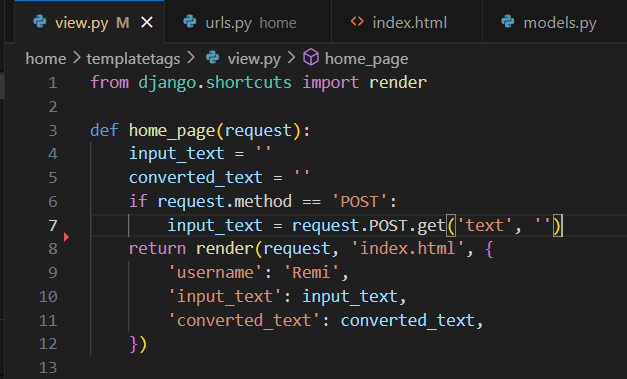 view.py M
urls.py home
index.html
models.py
home > templatetags > view.py > home_page
1 from django.shortcuts import render
2
3 def home_page(request):
4     input_text = ''
5     converted_text = ''
6     if request.method == 'POST':
7         input_text = request.POST.get('text', '')
8     return render(request, 'index.html', {
9         'username': 'Remi',
10         'input_text': input_text,
11         'converted_text': converted_text,
12     })
13